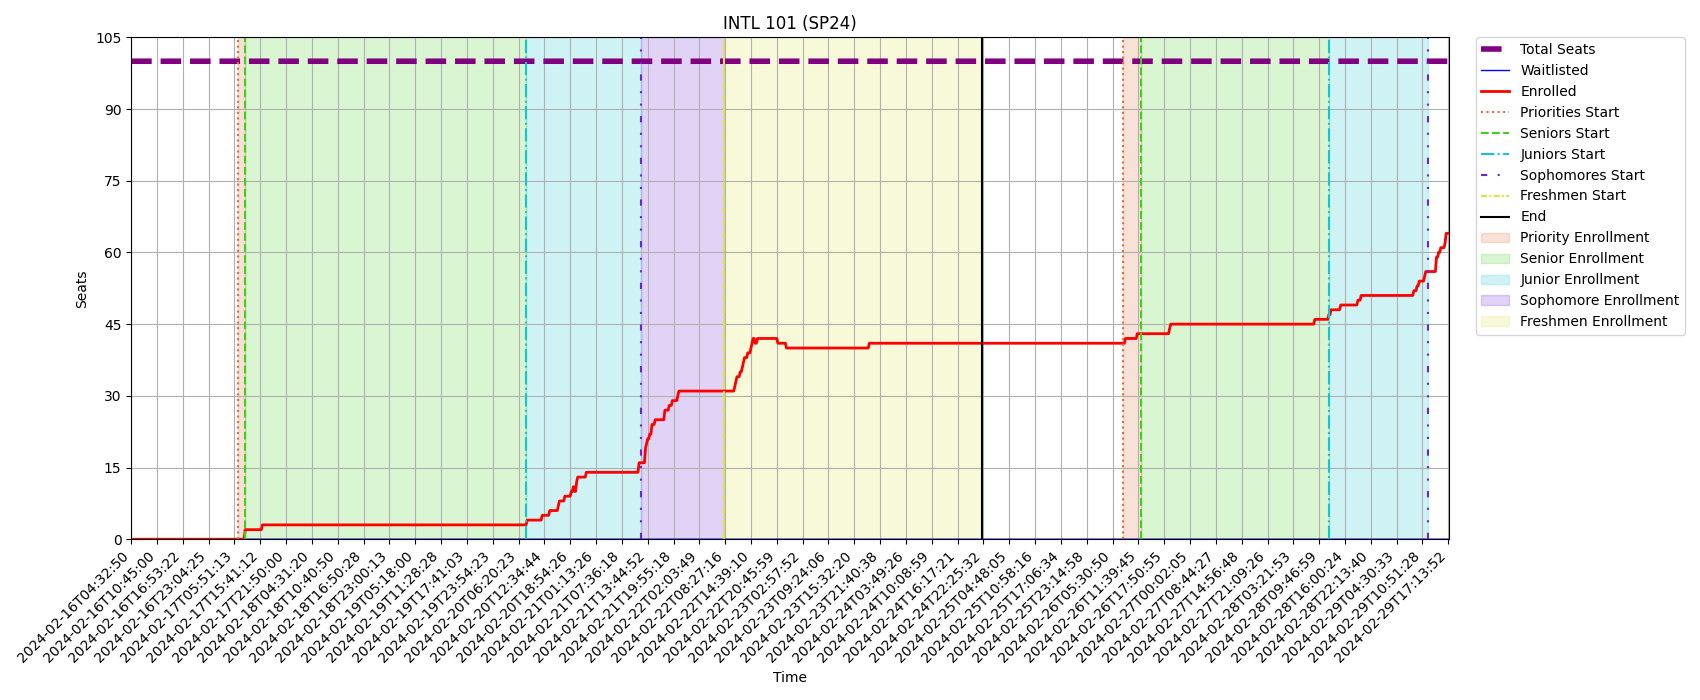 INTL 101 (SP24)
105
90
75
60
45
30
15
0
Seats
2024-02-16T04:32:50
2024-02-16T10:45:00
2024-02-16T16:53:22
2024-02-16T23:04:25
2024-02-17T05:51:13
2024-02-17T15:41:12
2024-02-17T21:50:00
2024-02-18T04:31:20
2024-02-18T10:40:50
2024-02-18T16:50:28
2024-02-18T23:00:15
2024-02-19T05:18:00
2024-02-19T11:28:28
2024-02-19T17:41:03
2024-02-19T23:54:23
2024-02-20T06:20:23
2024-02-20T12:34:44
2024-02-20T18:54:26
2024-02-21T01:13:26
2024-02-21T07:36:18
2024-02-21T13:44:52
2024-02-21T19:55:18
2024-02-22T02:03:49
2024-02-22T08:27:16
2024-02-22T14:39:10
2024-02-22T20:45:59
2024-02-23T02:57:52
2024-02-23T09:24:06
2024-02-23T15:32:20
2024-02-23T21:40:38
2024-02-24T03:49:26
2024-02-24T10:08:59
2024-02-24T16:17:21
2024-02-24T22:25:32
2024-02-25T04:48:05
2024-02-25T10:58:16
2024-02-25T17:06:34
2024-02-25T23:14:58
2024-02-26T05:30:50
2024-02-26T11:39:45
2024-02-26T17:50:55
2024-02-27T00:02:05
2024-02-27T08:44:27
2024-02-27T14:56:48
2024-02-27T21:09:26
2024-02-28T03:21:53
2024-02-28T09:46:59
2024-02-28T16:00:24
2024-02-28T22:13:40
2024-02-29T04:30:33
2024-02-29T10:51:28
2024-02-29T17:13:52
Time
Total Seats
Waitlisted
Enrolled
Priorities Start
Seniors Start
Juniors Start
Sophomores Start
Freshmen Start
End
Priority Enrollment
Senior Enrollment
Junior Enrollment
Sophomore Enrollment
Freshmen Enrollment